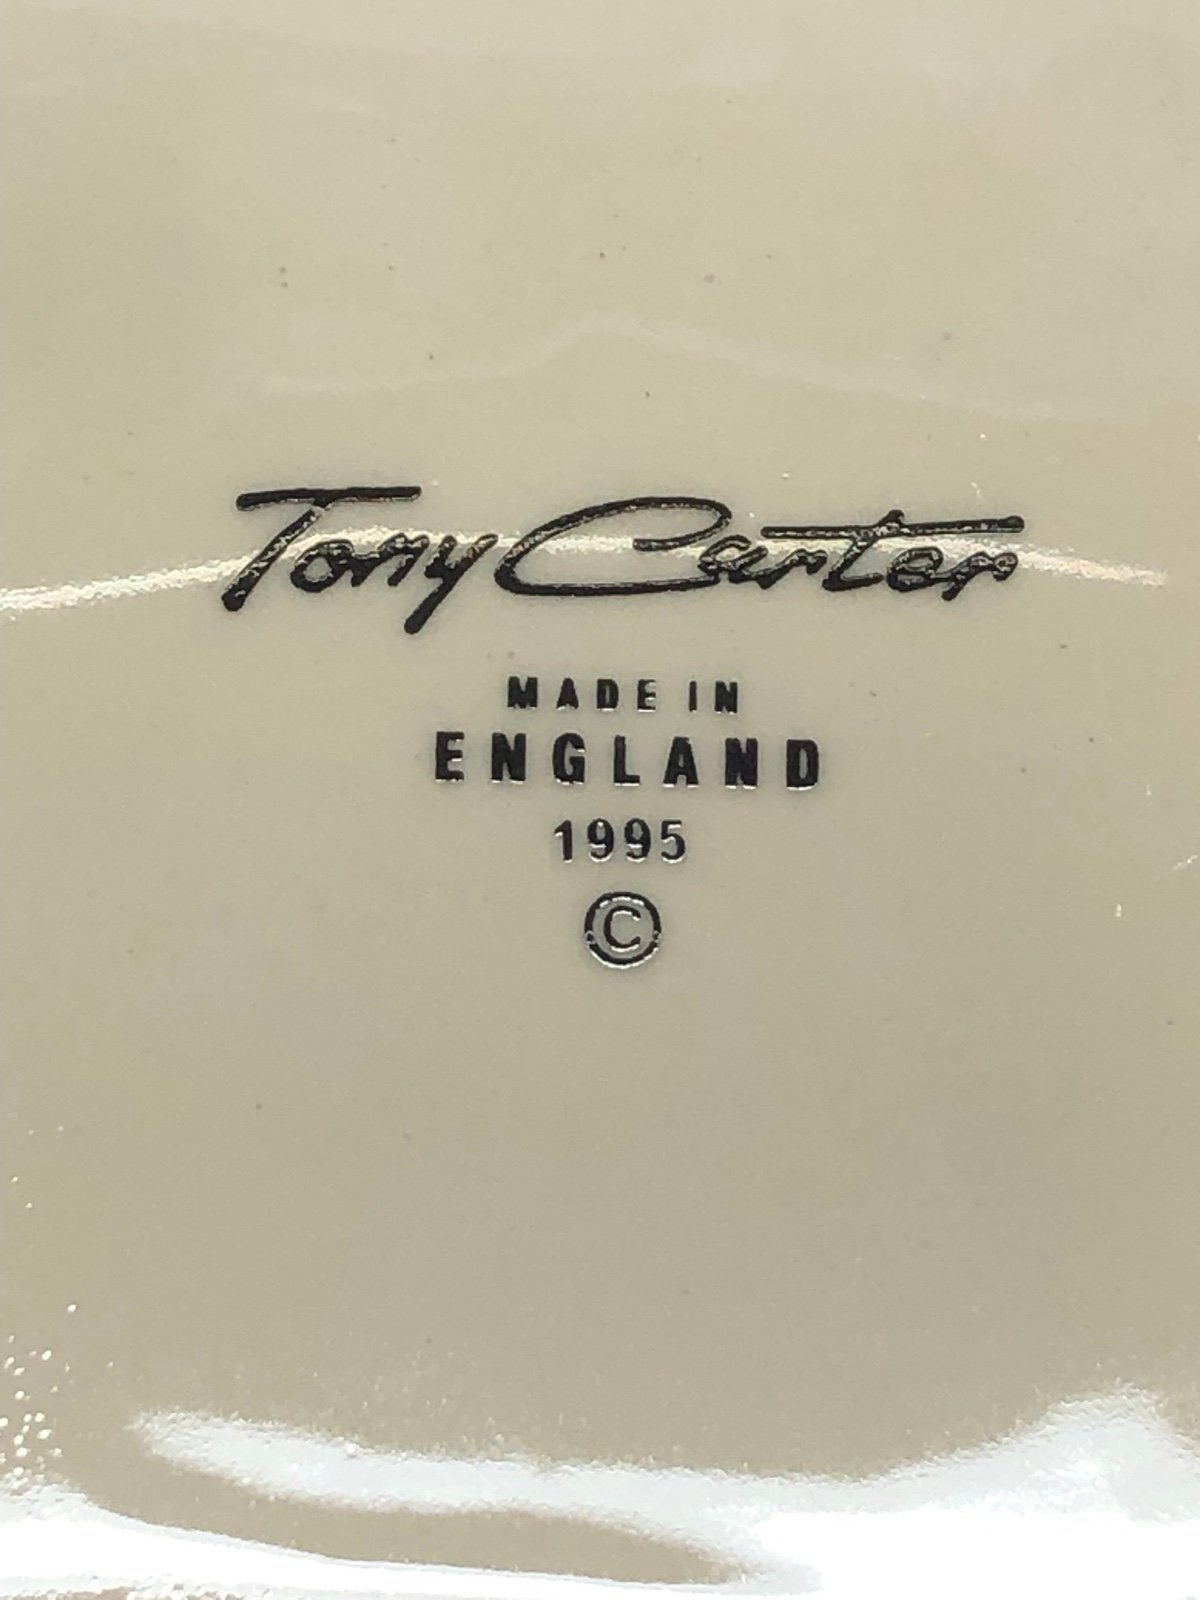 Tony Carter
MADE IN
ENGLAND
1995
©